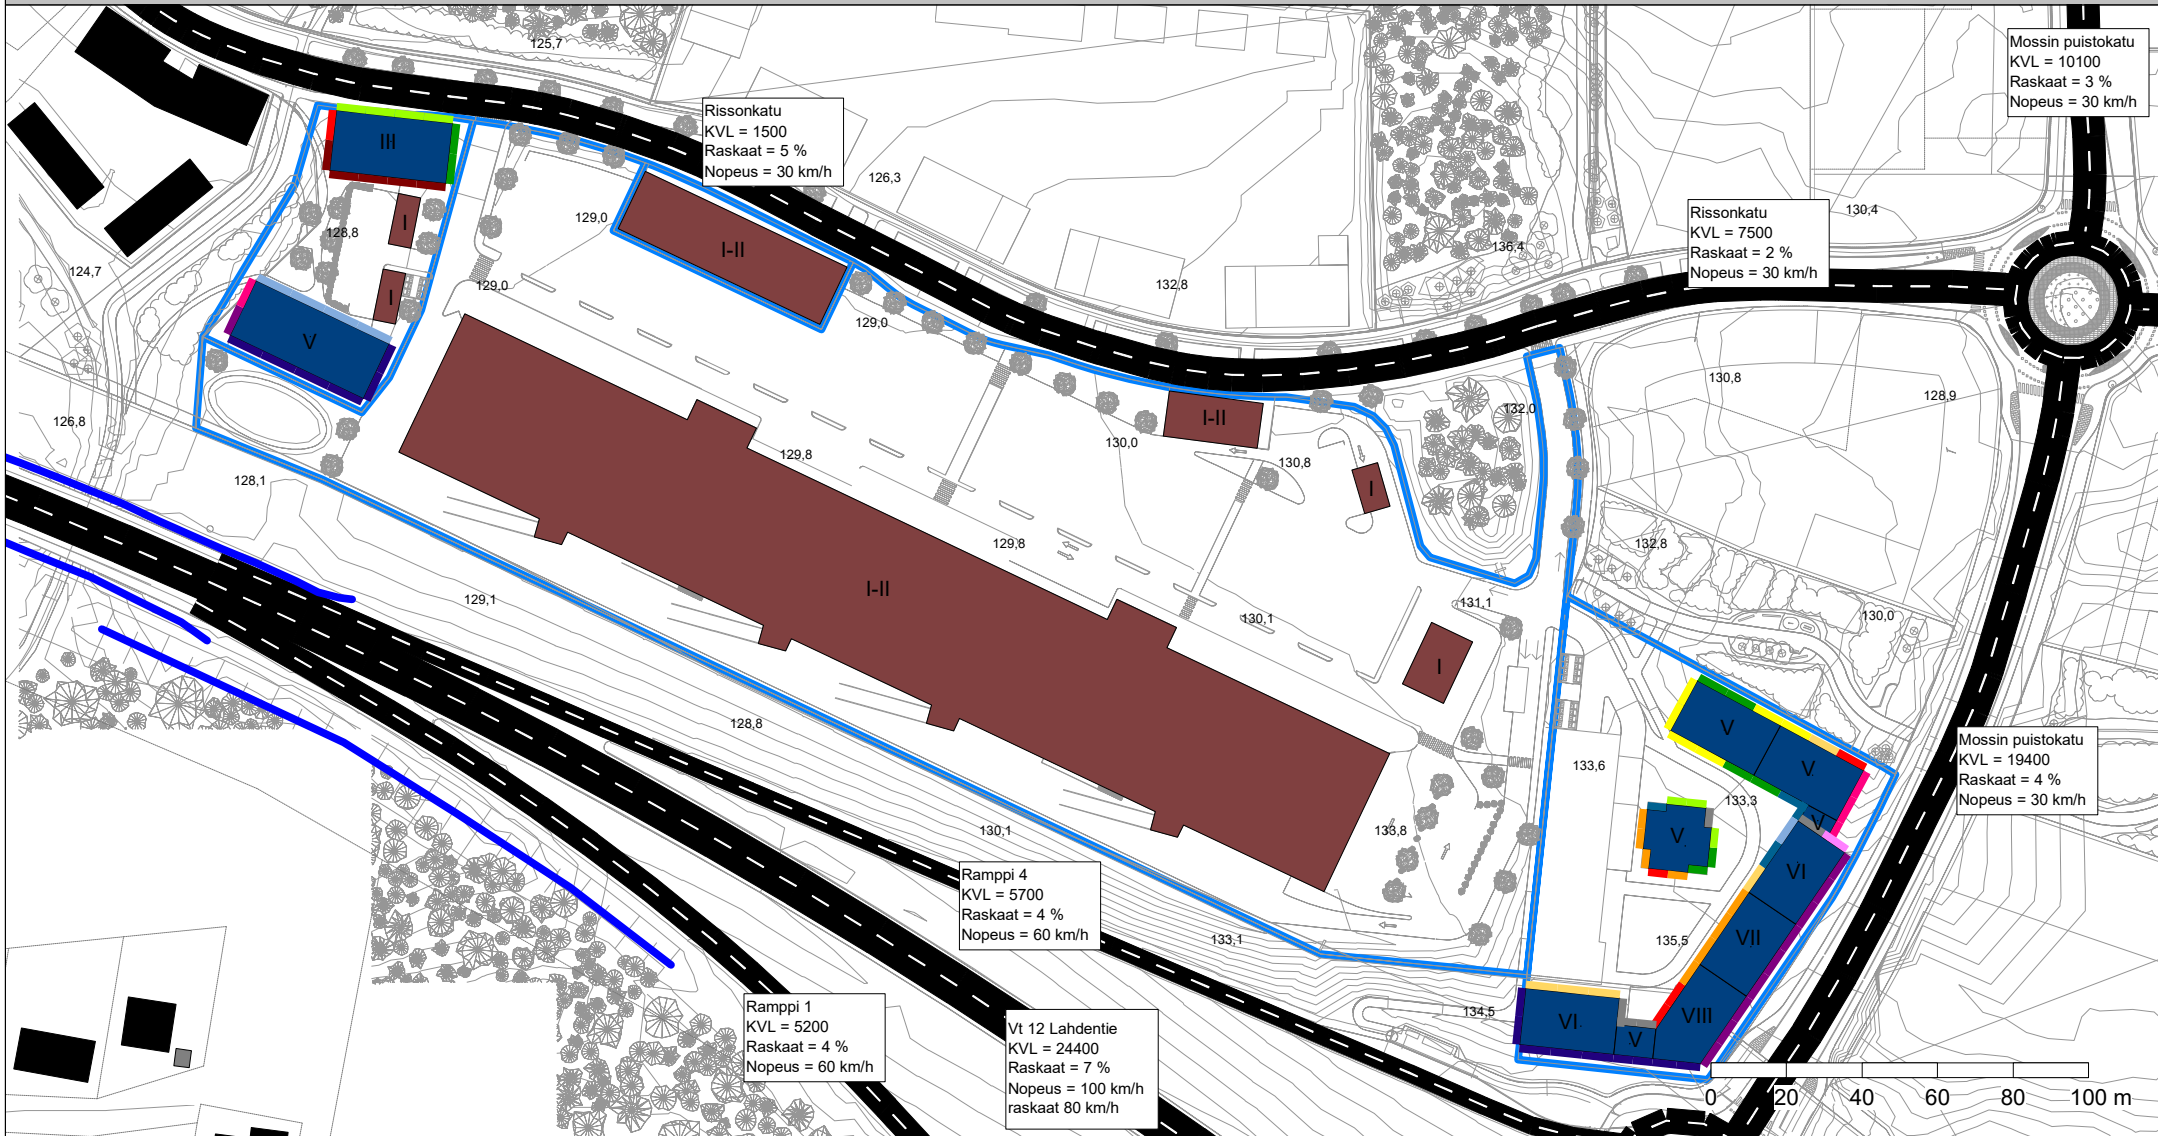 125,7
Mossin puistokatu
KVL = 10100
Raskaat = 3 %
Nopeus = 30 km/h
Rissonkatu
KVL = 1500
Raskaat = 5 %
Nopeus = 30 km/h
III
126,3
Rissonkatu
KVL = 7500
Raskaat = 2 %
Nopeus = 30 km/h
130,4
129,0
I
128,8
I-II
136,4
124,7
129,0
132,8
I
129,0
V
130,8
128,9
132,0
126,8
I-II
130,0
129,8
130,8
128,1
I
129,8
132,8
I-II
129,1
131,1
130,1
130,0
I
128,8
V
Mossin puistokatu
KVL = 19400
Raskaat = 4 %
Nopeus = 30 km/h
133,6
V
133,3
V
130,1
133,8
V
Ramppi 4
KVL = 5700
Raskaat = 4 %
Nopeus = 60 km/h
VI
133,1
135,5
VII
Ramppi 1
KVL = 5200
Raskaat = 4 %
Nopeus = 60 km/h
Vt 12 Lahdentie
KVL = 24400
Raskaat = 7 %
Nopeus = 100 km/h
raskaat 80 km/h
134,5
VI
V
VIII
0 20 40 60 80 100 m